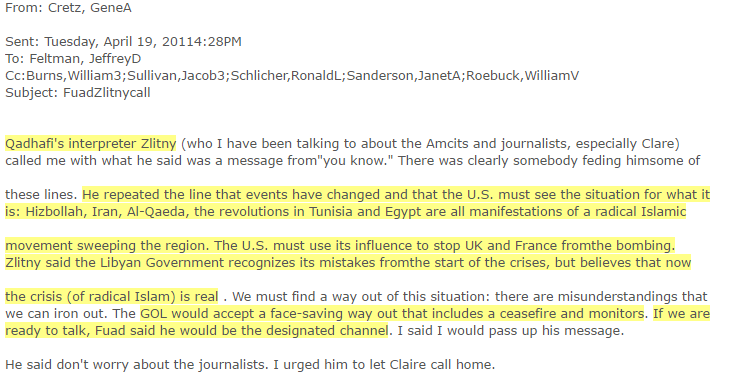 From: Cretz, GeneA
Sent: Tuesday, April 19, 20114:28PM
To: Feltman, JeffreyD
Cc:Burns,William3;Sullivan,Jacob3;Schlicher,RonaldL;Sanderson,JanetA;Roebuck,WilliamV
Subject: FuadZlitnycall
Qadhafi's interpreter Zlitny (who I have been talking to about the Amcits and journalists, especially Clare)
called me with what he said was a message from"you know." There was clearly somebody feding himsome of
these lines. He repeated the line that events have changed and that the U.S. must see the situation for what it
is: Hizbollah, Iran, Al-Qaeda, the revolutions in Tunisia and Egypt are all manifestations of a radical Islamic
movement sweeping the region. The U.S. must use its influence to stop UK and France fromthe bombing.
Zlitny said the Libyan Government recognizes its mistakes fromthe start of the crises, but believes that now
the crisis (of radical Islam) is real . We must find a way out of this situation: there are misunderstandings that
we can iron out. The GOL would accept a face-saving way out that includes a ceasefire and monitors. If we are
ready to talk, Fuad said he would be the designated channel. I said I would pass up his message.
He said don't worry about the journalists. I urged him to let Claire call home.